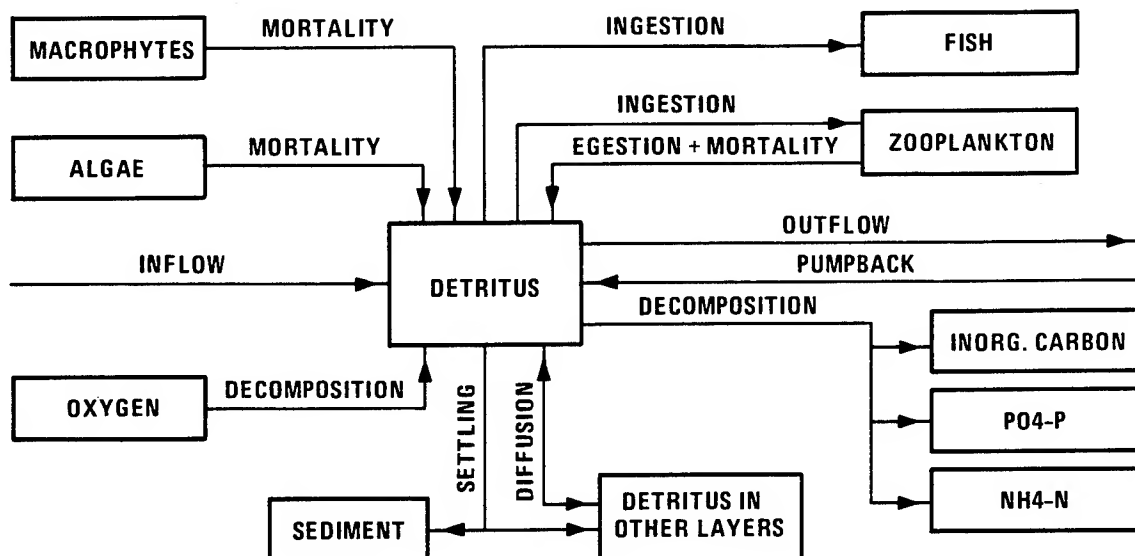 MACROPHYTES
MORTALITY
INGESTION
FISH
ALGAE
MORTALITY
INGESTION
EGESTION + MORTALITY
ZOOPLANKTON
INFLOW
DETRITUS
OUTFLOW
PUMPBACK
DECOMPOSITION
INORG. CARBON
PO4-P
NH4-N
OXYGEN
DECOMPOSITION
SETTLING
DIFFUSION
SEDIMENT
DETRITUS IN
OTHER LAYERS